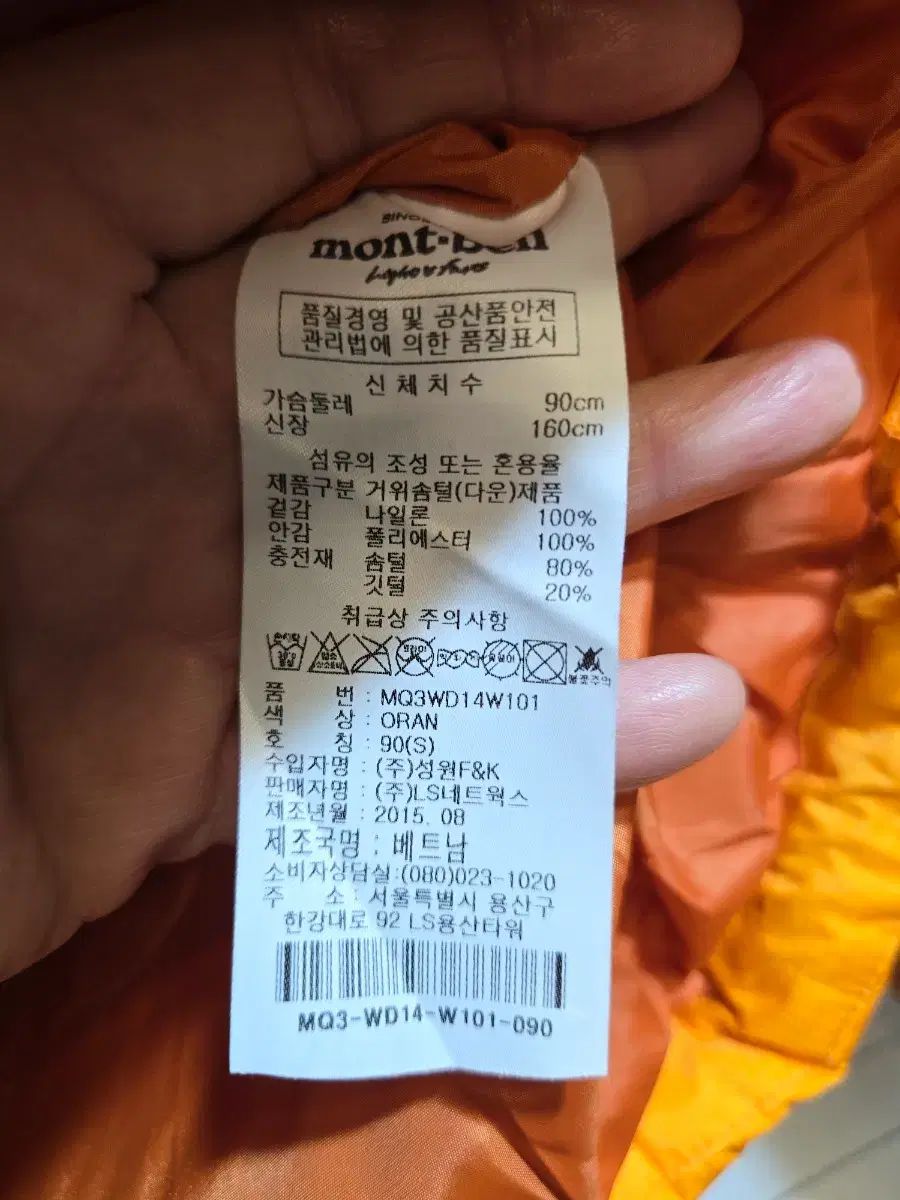 mont-bell
Light & Fast
품질경영 및 공산품안전
관리법에 의한 품질표시
신체치수
가슴둘레 90cm
신장 160cm
섬유의 조성 또는 혼용율
제품구분 거위솜털(다운)제품
겉감 나일론 100%
안감 폴리에스터 100%
충전재 솜털 80%
깃털 20%
취급상 주의사항
불꽃주의
품 번 : MQ3WD14W101
색 상 : ORAN
호 칭 : 90(S)
수입자명 : (주)성원F&K
판매자명 : (주)LS네트웍스
제조년월 : 2015. 08
제조국명 : 베트남
소비자상담실:(080)023-1020
주 소 : 서울특별시 용산구
한강대로 92 LS용산타워
MQ3-WD14-W101-090